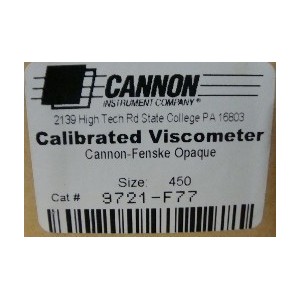 CANNON
INSTRUMENT COMPANY®
2139 High Tech Rd State College PA 16803
Calibrated Viscometer
Cannon-Fenske Opaque
Size: 450
Cat # 9721-F77